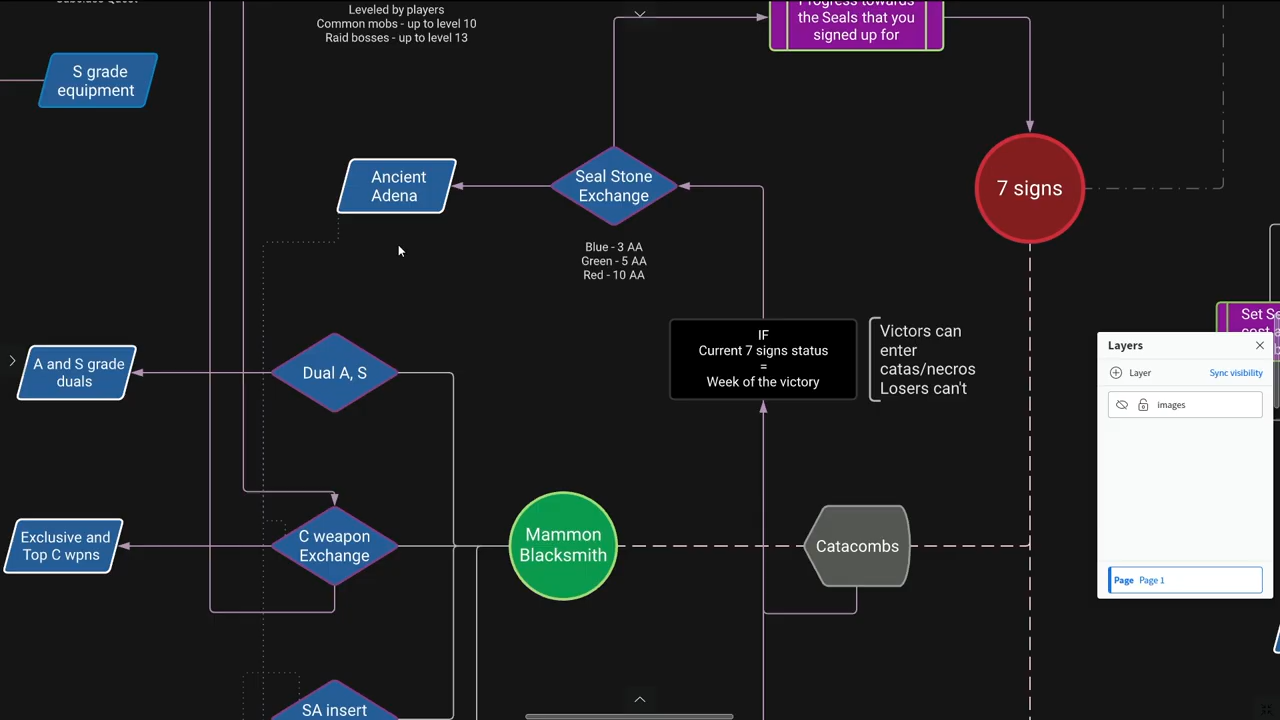 Leveled by players
Common mobs - up to level 10
Raid bosses - up to level 13
the Seals that you
signed up for
S grade
equipment
Ancient
Adena
Seal Stone
Exchange
7 signs
Blue - 3 AA
Green - 5 AA
Red - 10 AA
IF
Current 7 signs status
=
Week of the victory
Victors can
enter
catas/necros
Losers can't
Set
Layers
Layer
Sync visibility
images
Page Page 1
A and S grade
duals
Dual A, S
Exclusive and
Top C wpns
C weapon
Exchange
Mammon
Blacksmith
Catacombs
SA insert